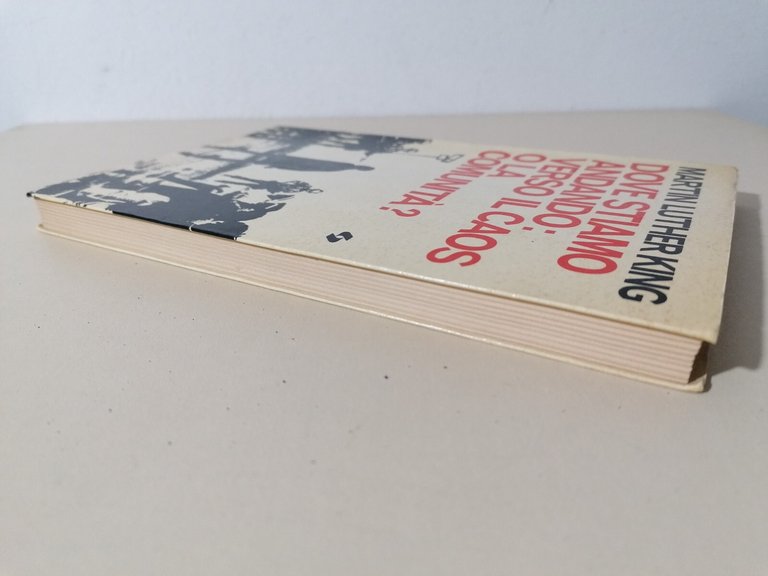 MARTIN LUTHER KING
DOVE STIAMO
ANDANDO:
VERSO IL CAOS
O LA
COMUNITÀ?